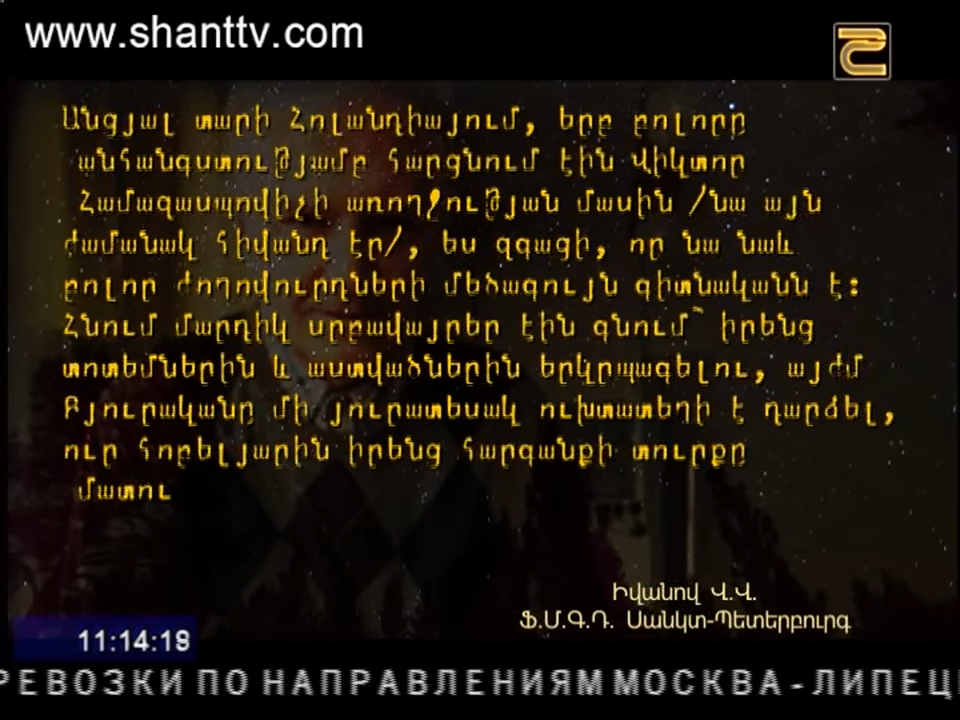 www.shanttv.com
Անցյալ տարի Հոլանդիայում, երբ բոլորը
անհանգստությամբ հարցնում էին Վիկտոր
Համազասպովիչի առողջության մասին /նա այն
ժամանակ հիվանդ էր/, ես զգացի, որ նա նաև
բոլոր ժողովուրդների մեծագույն գիտնականն է:
Հնում մարդիկ սրբավայրեր էին գնում՝ իրենց
տոտեմներին և աստվածներին երկրպագելու, այժմ
Բյուրականը մի յուրատեսակ ուխտատեղի է դարձել,
ուր հոբելյարին իրենց հարգանքի տուրքը
մատու
Իվանով Վ.Վ.
Ֆ.Մ.Գ.Դ. Սանկտ-Պետերբուրգ
11:14:19
РЕВОЗКИ ПО НАПРАВЛЕНИЯМ МОСКВА-ЛИПЕЦ